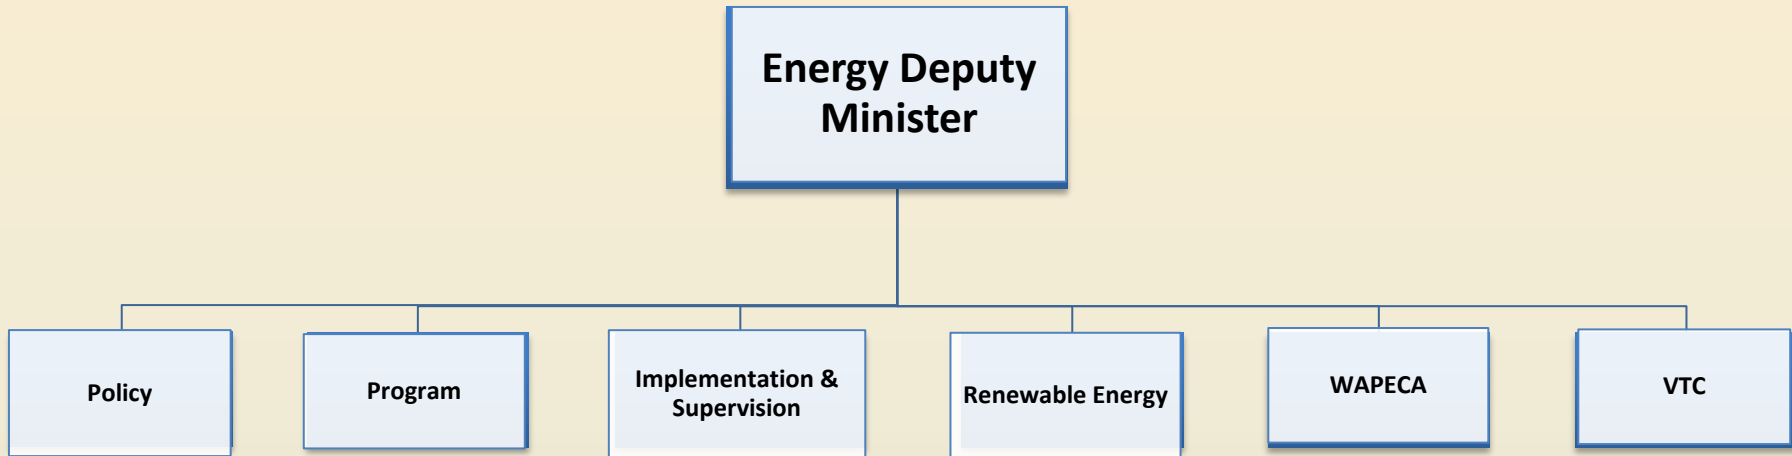 Energy Deputy
Minister
Policy
Program
Implementation &
Supervision
Renewable Energy
WAPECA
VTC